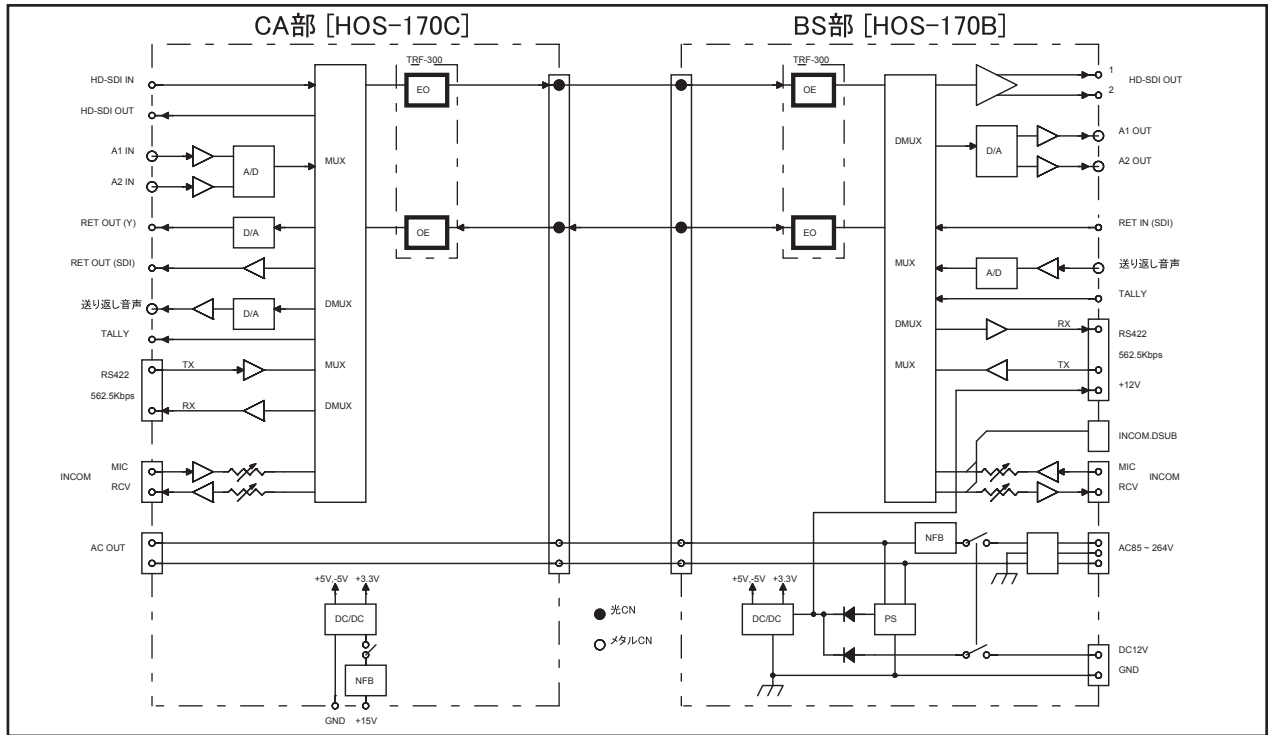 CA部 [HOS-170C]
TRF-300
HD-SDI IN
EO
HD-SDI OUT
A1 IN
MUX
A/D
A2 IN
RET OUT (Y)
D/A
OE
RET OUT (SDI)
送り返し音声
D/A
DMUX
TALLY
TX
MUX
RS422
562.5Kbps
RX
DMUX
MIC
INCOM
RCV
AC OUT
+5V,-5V
+3.3V
DC/DC
NFB
GND
+15V
光CN
メタルCN
BS部 [HOS-170B]
TRF-300
1
HD-SDI OUT
OE
2
DMUX
A1 OUT
D/A
A2 OUT
EO
RET IN (SDI)
MUX
A/D
送り返し音声
TALLY
DMUX
RX
RS422
562.5Kbps
MUX
TX
+12V
INCOM.DSUB
MIC
INCOM
RCV
NFB
AC85～264V
+5V,-5V
+3.3V
DC/DC
PS
DC12V
GND